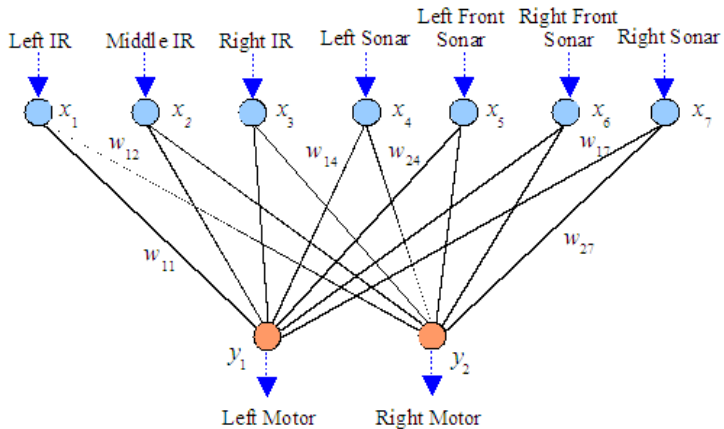 Left IR
Middle IR
Right IR
Left Sonar
Left Front
Sonar
Right Front
Sonar
Right Sonar
x1
x2
x3
x4
x5
x6
x7
w12
w14
w24
w17
w11
w27
y1
y2
Left Motor
Right Motor